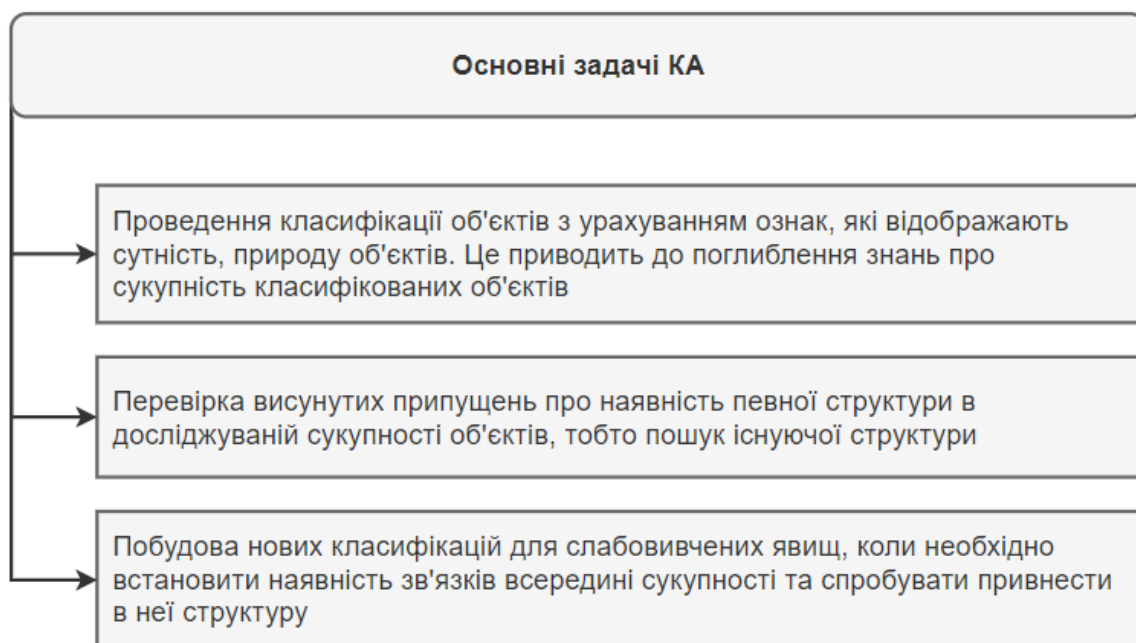 Основні задачі КА
Проведення класифікації об'єктів з урахуванням ознак, які відображають
сутність, природу об'єктів. Це приводить до поглиблення знань про
сукупність класифікованих об'єктів
Перевірка висунутих припущень про наявність певної структури в
досліджуваній сукупності об'єктів, тобто пошук існуючої структури
Побудова нових класифікацій для слабовивчених явищ, коли необхідно
встановити наявність зв'язків всередині сукупності та спробувати привнести
в неї структуру